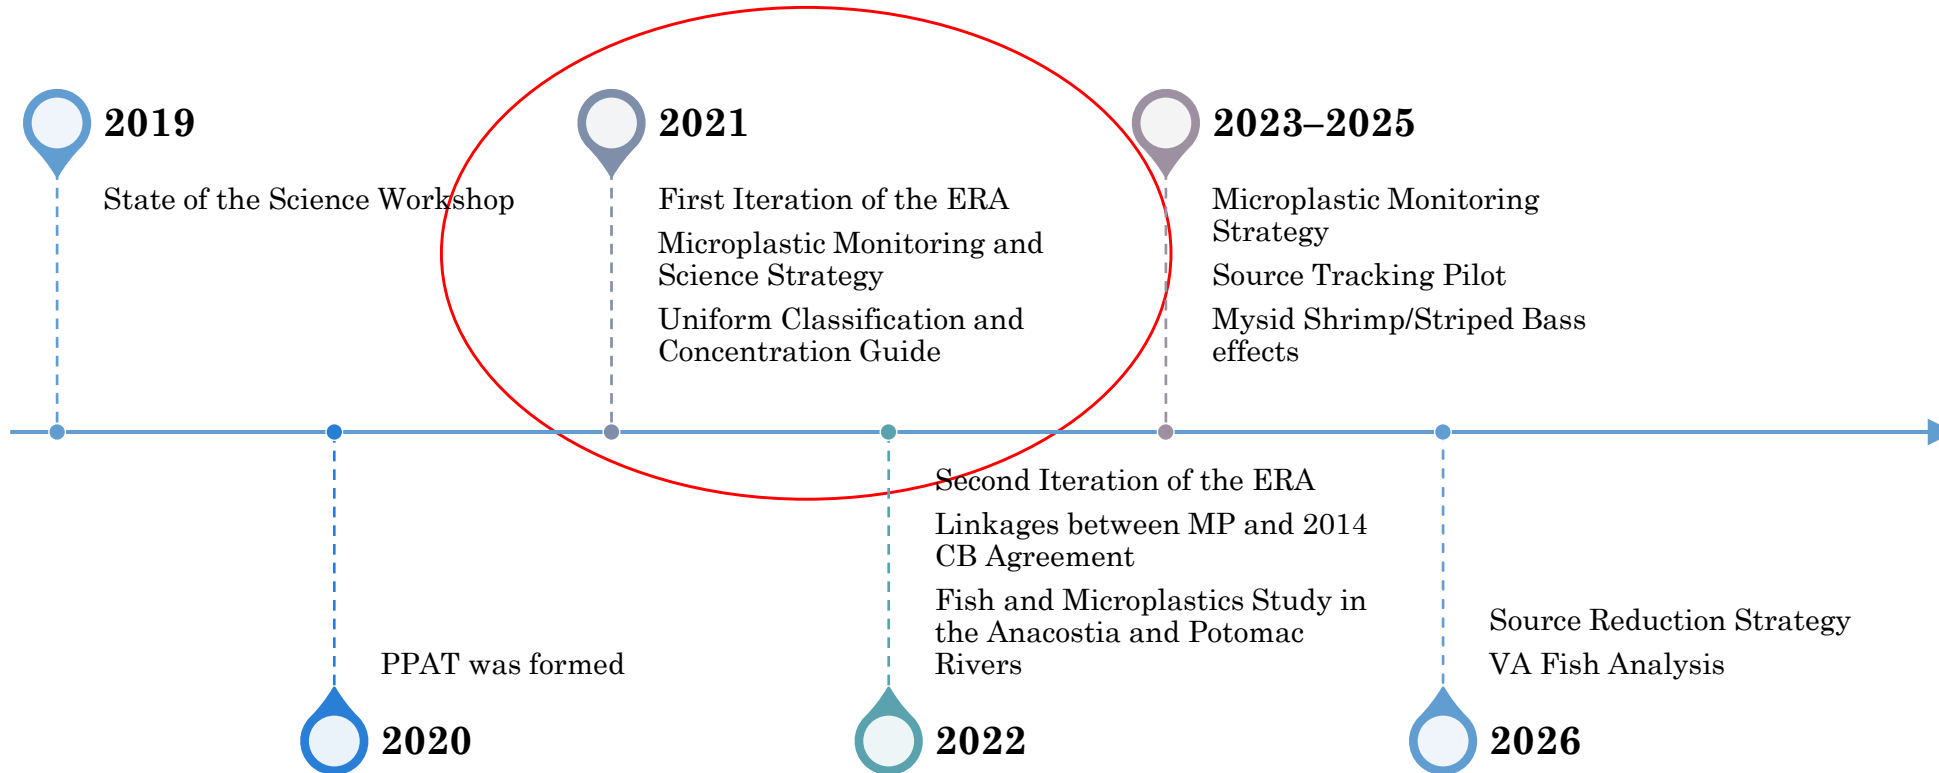 2019
State of the Science Workshop
2021
First Iteration of the ERA
Microplastic Monitoring and
Science Strategy
Uniform Classification and
Concentration Guide
2023–2025
Microplastic Monitoring
Strategy
Source Tracking Pilot
Mysid Shrimp/Striped Bass
effects
PPAT was formed
2020
Second Iteration of the ERA
Linkages between MP and 2014
CB Agreement
Fish and Microplastics Study in
the Anacostia and Potomac
Rivers
2022
Source Reduction Strategy
VA Fish Analysis
2026